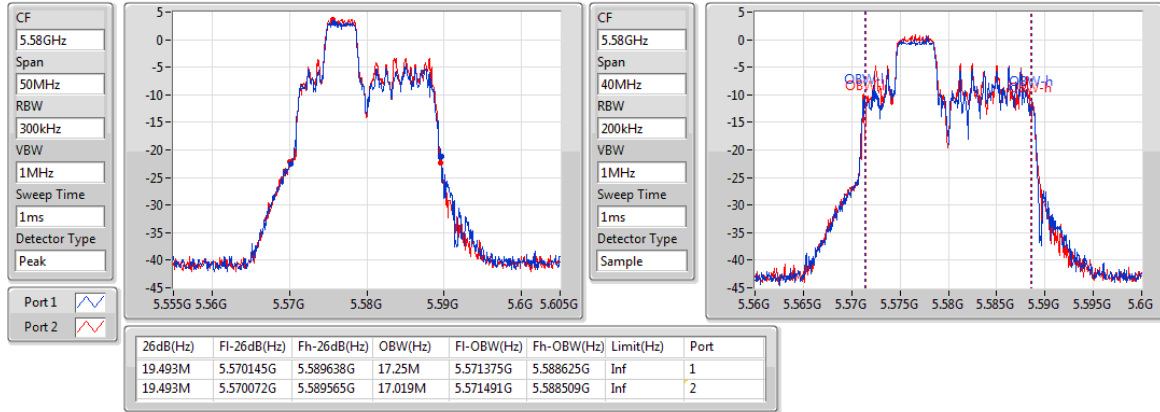 CF
5.58GHz
Span
50MHz
RBW
300kHz
VBW
1MHz
Sweep Time
1ms
Detector Type
Peak
Port 1
Port 2
5
0
-5
-10
-15
-20
-25
-30
-35
-40
-45
5.555G 5.56G 5.57G 5.58G 5.59G 5.6G 5.605G
CF
5.58GHz
Span
40MHz
RBW
200kHz
VBW
1MHz
Sweep Time
1ms
Detector Type
Sample
5
0
-5
-10
-15
-20
-25
-30
-35
-40
-45
OBW-h
OBW-h
5.56G 5.565G 5.57G 5.575G 5.58G 5.585G 5.59G 5.595G 5.6G
26dB(Hz) Fl-26dB(Hz) Fh-26dB(Hz) OBW(Hz) Fl-OBW(Hz) Fh-OBW(Hz) Limit(Hz) Port
19.493M 5.570145G 5.589638G 17.25M 5.571375G 5.588625G Inf 1
19.493M 5.570072G 5.589565G 17.019M 5.571491G 5.588509G Inf 2